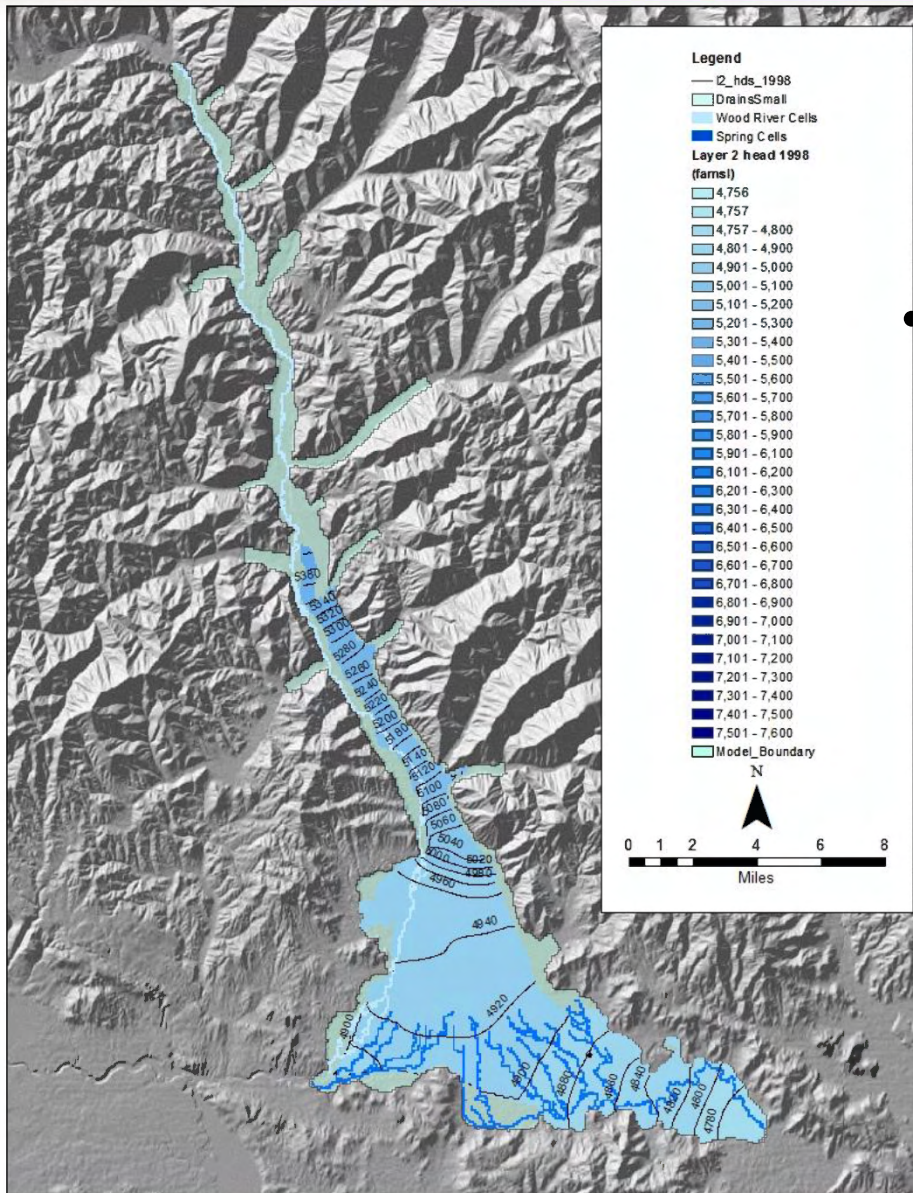 Legend
l2_hds_1998
DrainsSmall
Wood River Cells
Spring Cells
Layer 2 head 1998
(famsl)
4,756
4,757
4,757 - 4,800
4,801 - 4,900
4,901 - 5,000
5,001 - 5,100
5,101 - 5,200
5,201 - 5,300
5,301 - 5,400
5,401 - 5,500
5,501 - 5,600
5,601 - 5,700
5,701 - 5,800
5,801 - 5,900
5,901 - 6,100
6,101 - 6,200
6,201 - 6,300
6,301 - 6,400
6,401 - 6,500
6,501 - 6,600
6,601 - 6,700
6,701 - 6,800
6,801 - 6,900
6,901 - 7,000
7,001 - 7,100
7,101 - 7,200
7,201 - 7,300
7,301 - 7,400
7,401 - 7,500
7,501 - 7,600
Model_Boundary
N
0 2 4 6 8
Miles
5360
5340
5320
5300
5280
5260
5240
5220
5200
5180
5140
5120
5100
5080
5060
5040
5020
5000
4980
4960
4940
4920
4900
4900
4880
4860
4840
4820
4800
4780